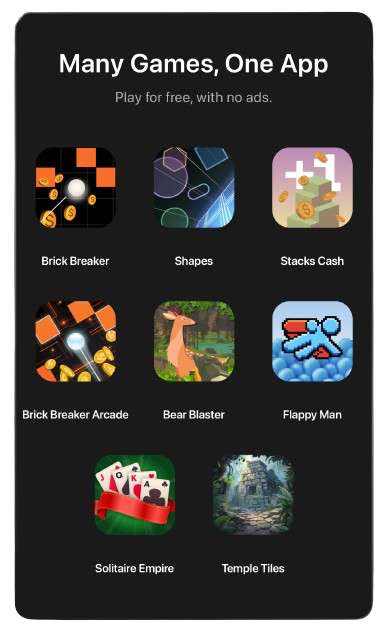 Many Games, One App
Play for free, with no ads.
Brick Breaker
Shapes
Stacks Cash
Brick Breaker Arcade
Bear Blaster
Flappy Man
Solitaire Empire
Temple Tiles